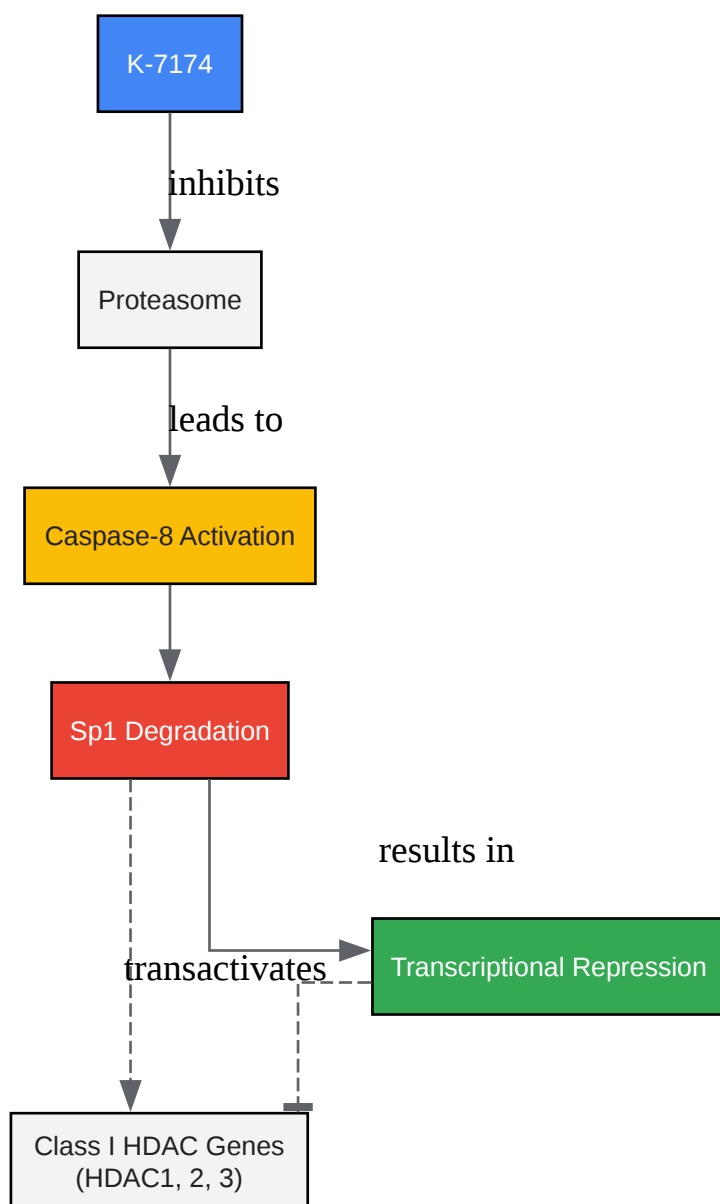 K-7174
inhibits
Proteasome
leads to
Caspase-8 Activation
Sp1 Degradation
results in
transactivates
Transcriptional Repression
Class I HDAC Genes
(HDAC1, 2, 3)